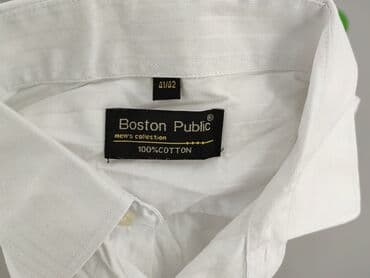 41/42
Boston Public®
men's collection
100%COTTON